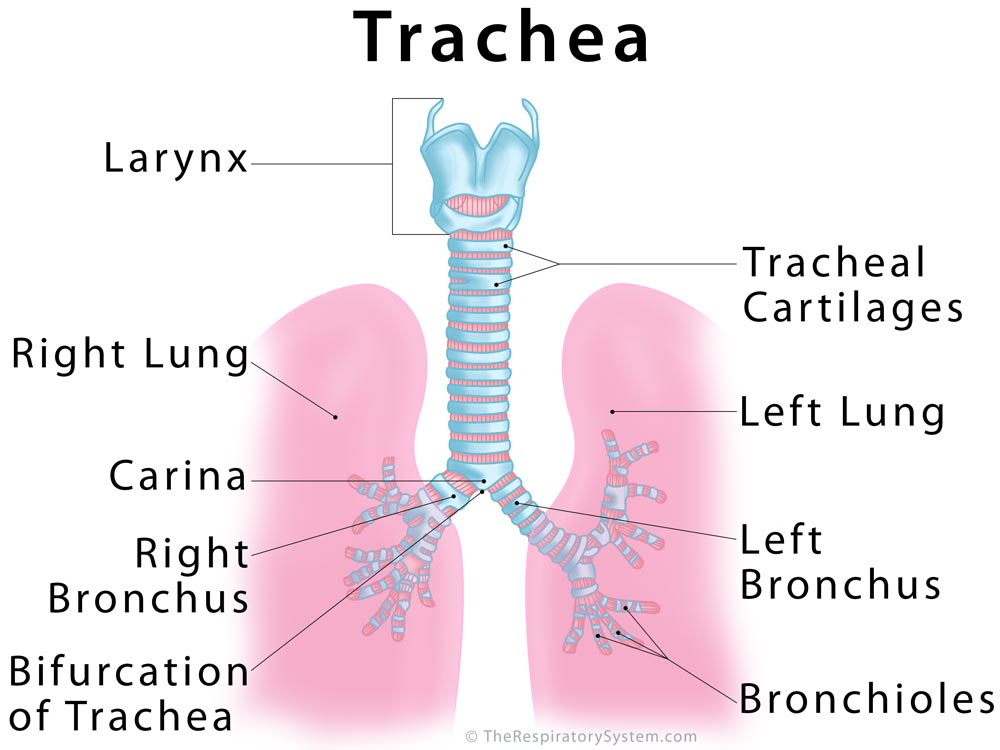 Trachea
Larynx
Tracheal
Cartilages
Right Lung
Left Lung
Carina
Right
Bronchus
Left
Bronchus
Bifurcation
of Trachea
Bronchioles
© TheRespiratorySystem.com